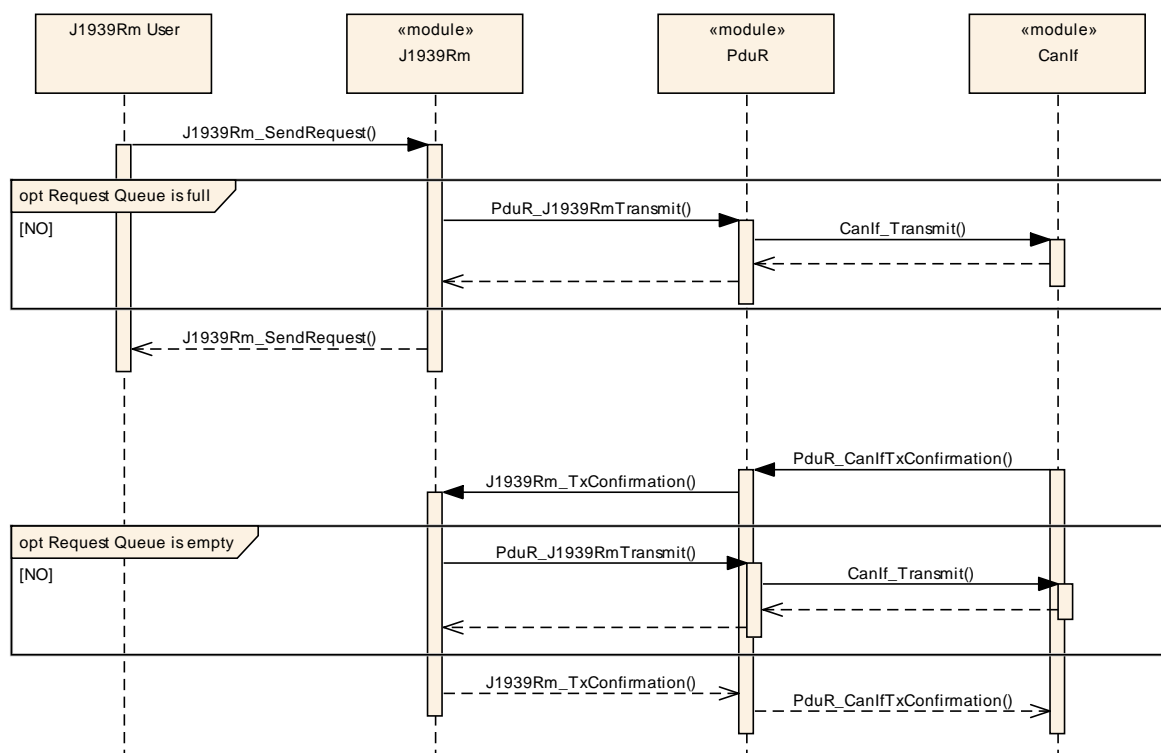 J1939Rm User
«module»
J1939Rm
«module»
PduR
«module»
CanIf
J1939Rm_SendRequest()
opt Request Queue is full
[NO]
PduR_J1939RmTransmit()
CanIf_Transmit()
J1939Rm_SendRequest()
PduR_CanIfTxConfirmation()
J1939Rm_TxConfirmation()
opt Request Queue is empty
[NO]
PduR_J1939RmTransmit()
CanIf_Transmit()
J1939Rm_TxConfirmation()
PduR_CanIfTxConfirmation()